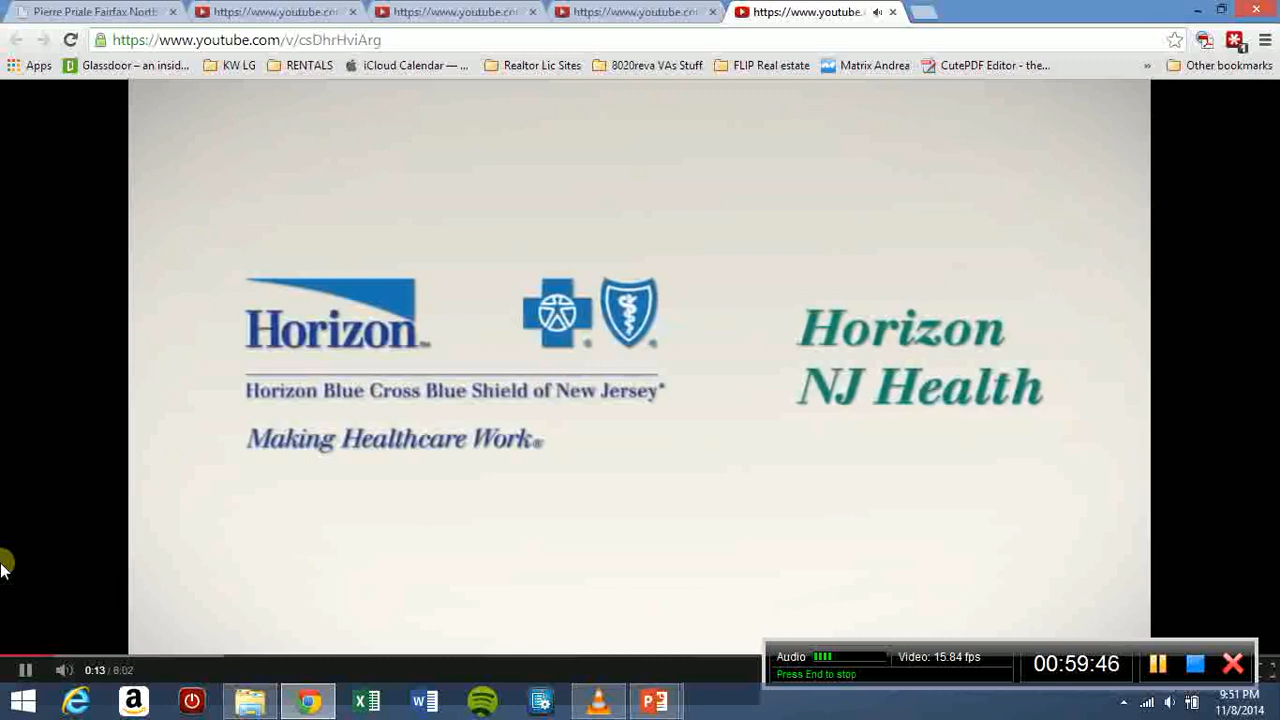 Pierre Priale Fairfax North
https://www.youtube.com
https://www.youtube.com
https://www.youtube.com
https://www.youtube.
https://www.youtube.com/v/csDhrHviArg
Apps
Glassdoor – an insid...
KW LG
RENTALS
iCloud Calendar — ...
Realtor Lic Sites
8020reva VAs Stuff
FLIP Real estate
Matrix Andrea
CutePDF Editor - the...
»
Other bookmarks
Horizon
Horizon Blue Cross Blue Shield of New Jersey
Making Healthcare Work®
Horizon
NJ Health
0:13 / 6:02
Audio
Video: 15.84 fps
Press End to stop
00:59:46
9:51 PM
11/8/2014